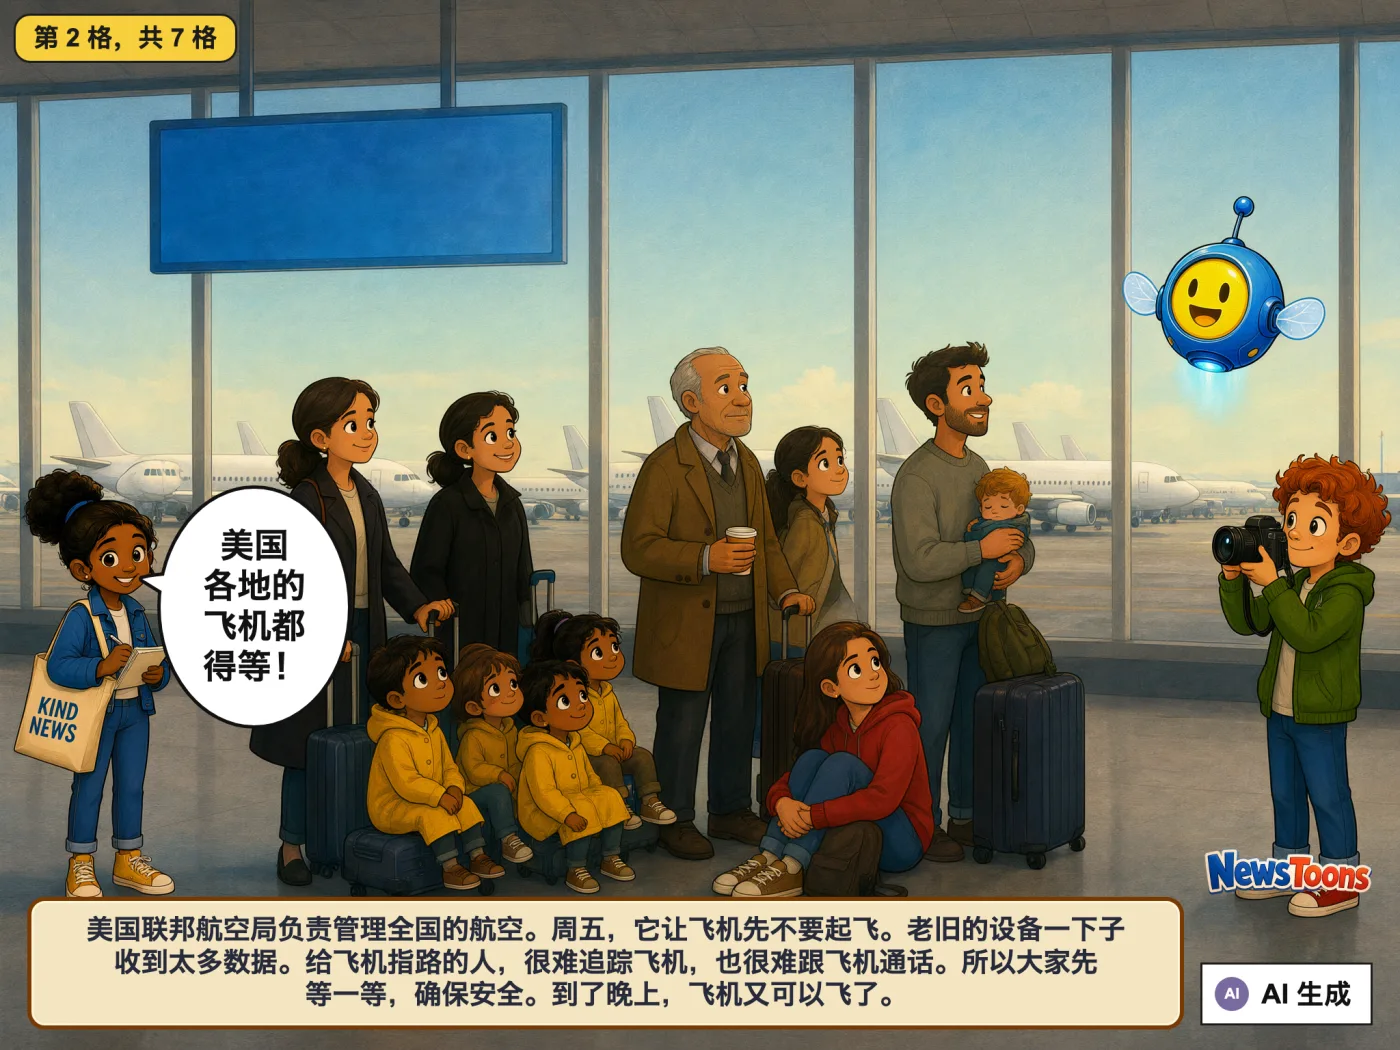 第 2 格，共 7 格
美国
各地的
飞机都
得等！
KIND
NEWS
NewsToons
美国联邦航空局负责管理全国的航空。周五，它让飞机先不要起飞。老旧的设备一下子
收到太多数据。给飞机指路的人，很难追踪飞机，也很难跟飞机通话。所以大家先
等一等，确保安全。到了晚上，飞机又可以飞了。
AI AI 生成